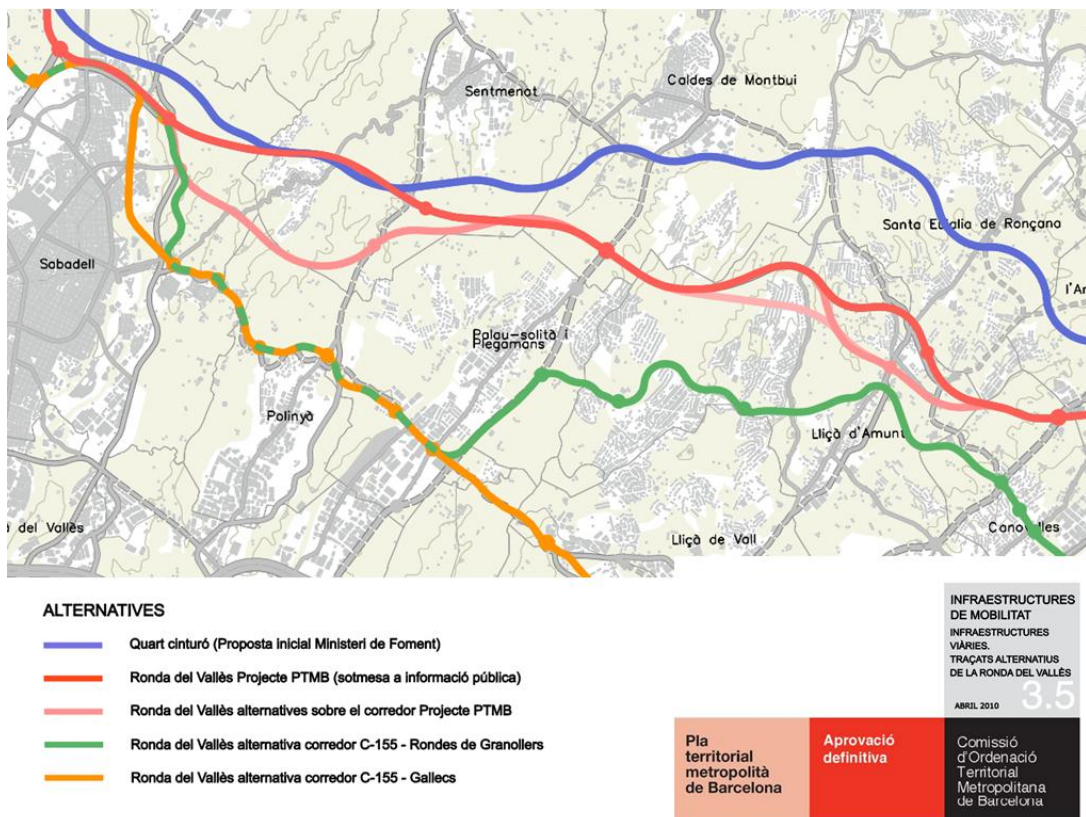 Sentmenat
Caldes de Montbui
Santa Eulalia de Ronçana
Sabadell
l'Am
Palau-solità i
Plegamans
Polinyà
Lliçà d'Amunt
à del Vallès
Lliçà de Vall
Canovelles
ALTERNATIVES
Quart cinturó (Proposta inicial Ministeri de Foment)
Ronda del Vallès Projecte PTMB (sotmesa a informació pública)
Ronda del Vallès alternatives sobre el corredor Projecte PTMB
Ronda del Vallès alternativa corredor C-155 - Rondes de Granollers
Ronda del Vallès alternativa corredor C-155 - Gallecs
INFRAESTRUCTURES
DE MOBILITAT
INFRAESTRUCTURES
VIÀRIES.
TRAÇATS ALTERNATIUS
DE LA RONDA DEL VALLÈS
ABRIL 2010 3.5
Pla
territorial
metropolità
de Barcelona
Aprovació
definitiva
Comissió
d'Ordenació
Territorial
Metropolitana
de Barcelona